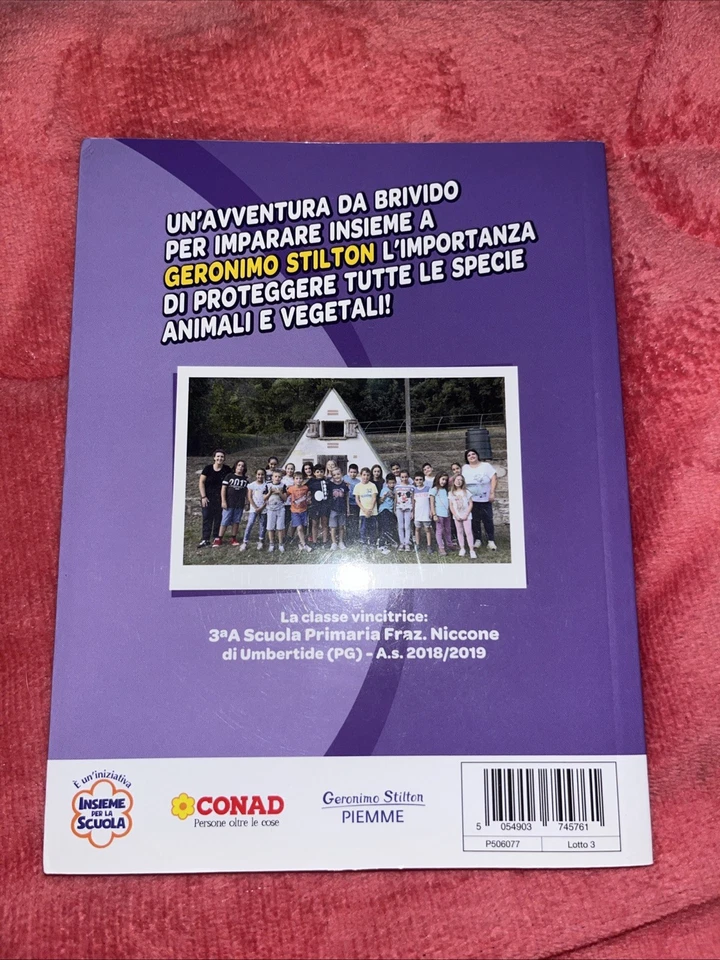 UN'AVVENTURA DA BRIVIDO
PER IMPARARE INSIEME A
GERONIMO STILTON L'IMPORTANZA
DI PROTEGGERE TUTTE LE SPECIE
ANIMALI E VEGETALI!
2017
La classe vincitrice:
3ªA Scuola Primaria Fraz. Niccone
di Umbertide (PG) - A.s. 2018/2019
È un'iniziativa
INSIEME
PER LA
SCUOLA
CONAD
Persone oltre le cose
Geronimo Stilton
PIEMME
5 054903 745761
P506077 Lotto 3